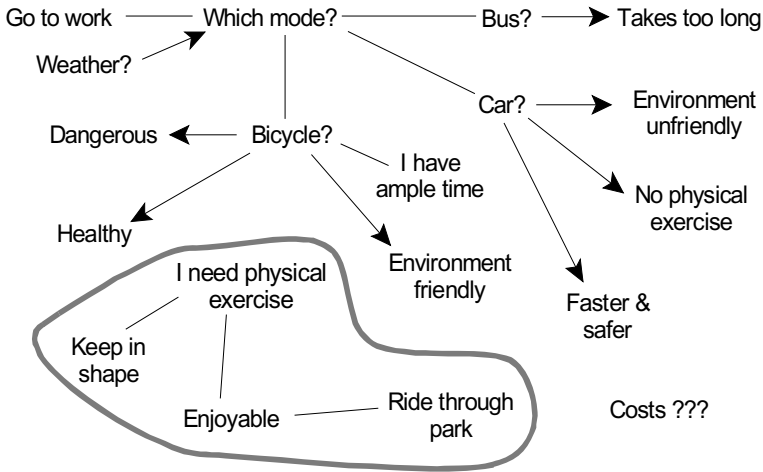 Go to work
Which mode?
Bus?
Takes too long
Weather?
Car?
Environment
unfriendly
Dangerous
Bicycle?
I have
ample time
No physical
exercise
Healthy
Environment
friendly
I need physical
exercise
Faster &
safer
Keep in
shape
Enjoyable
Ride through
park
Costs ???